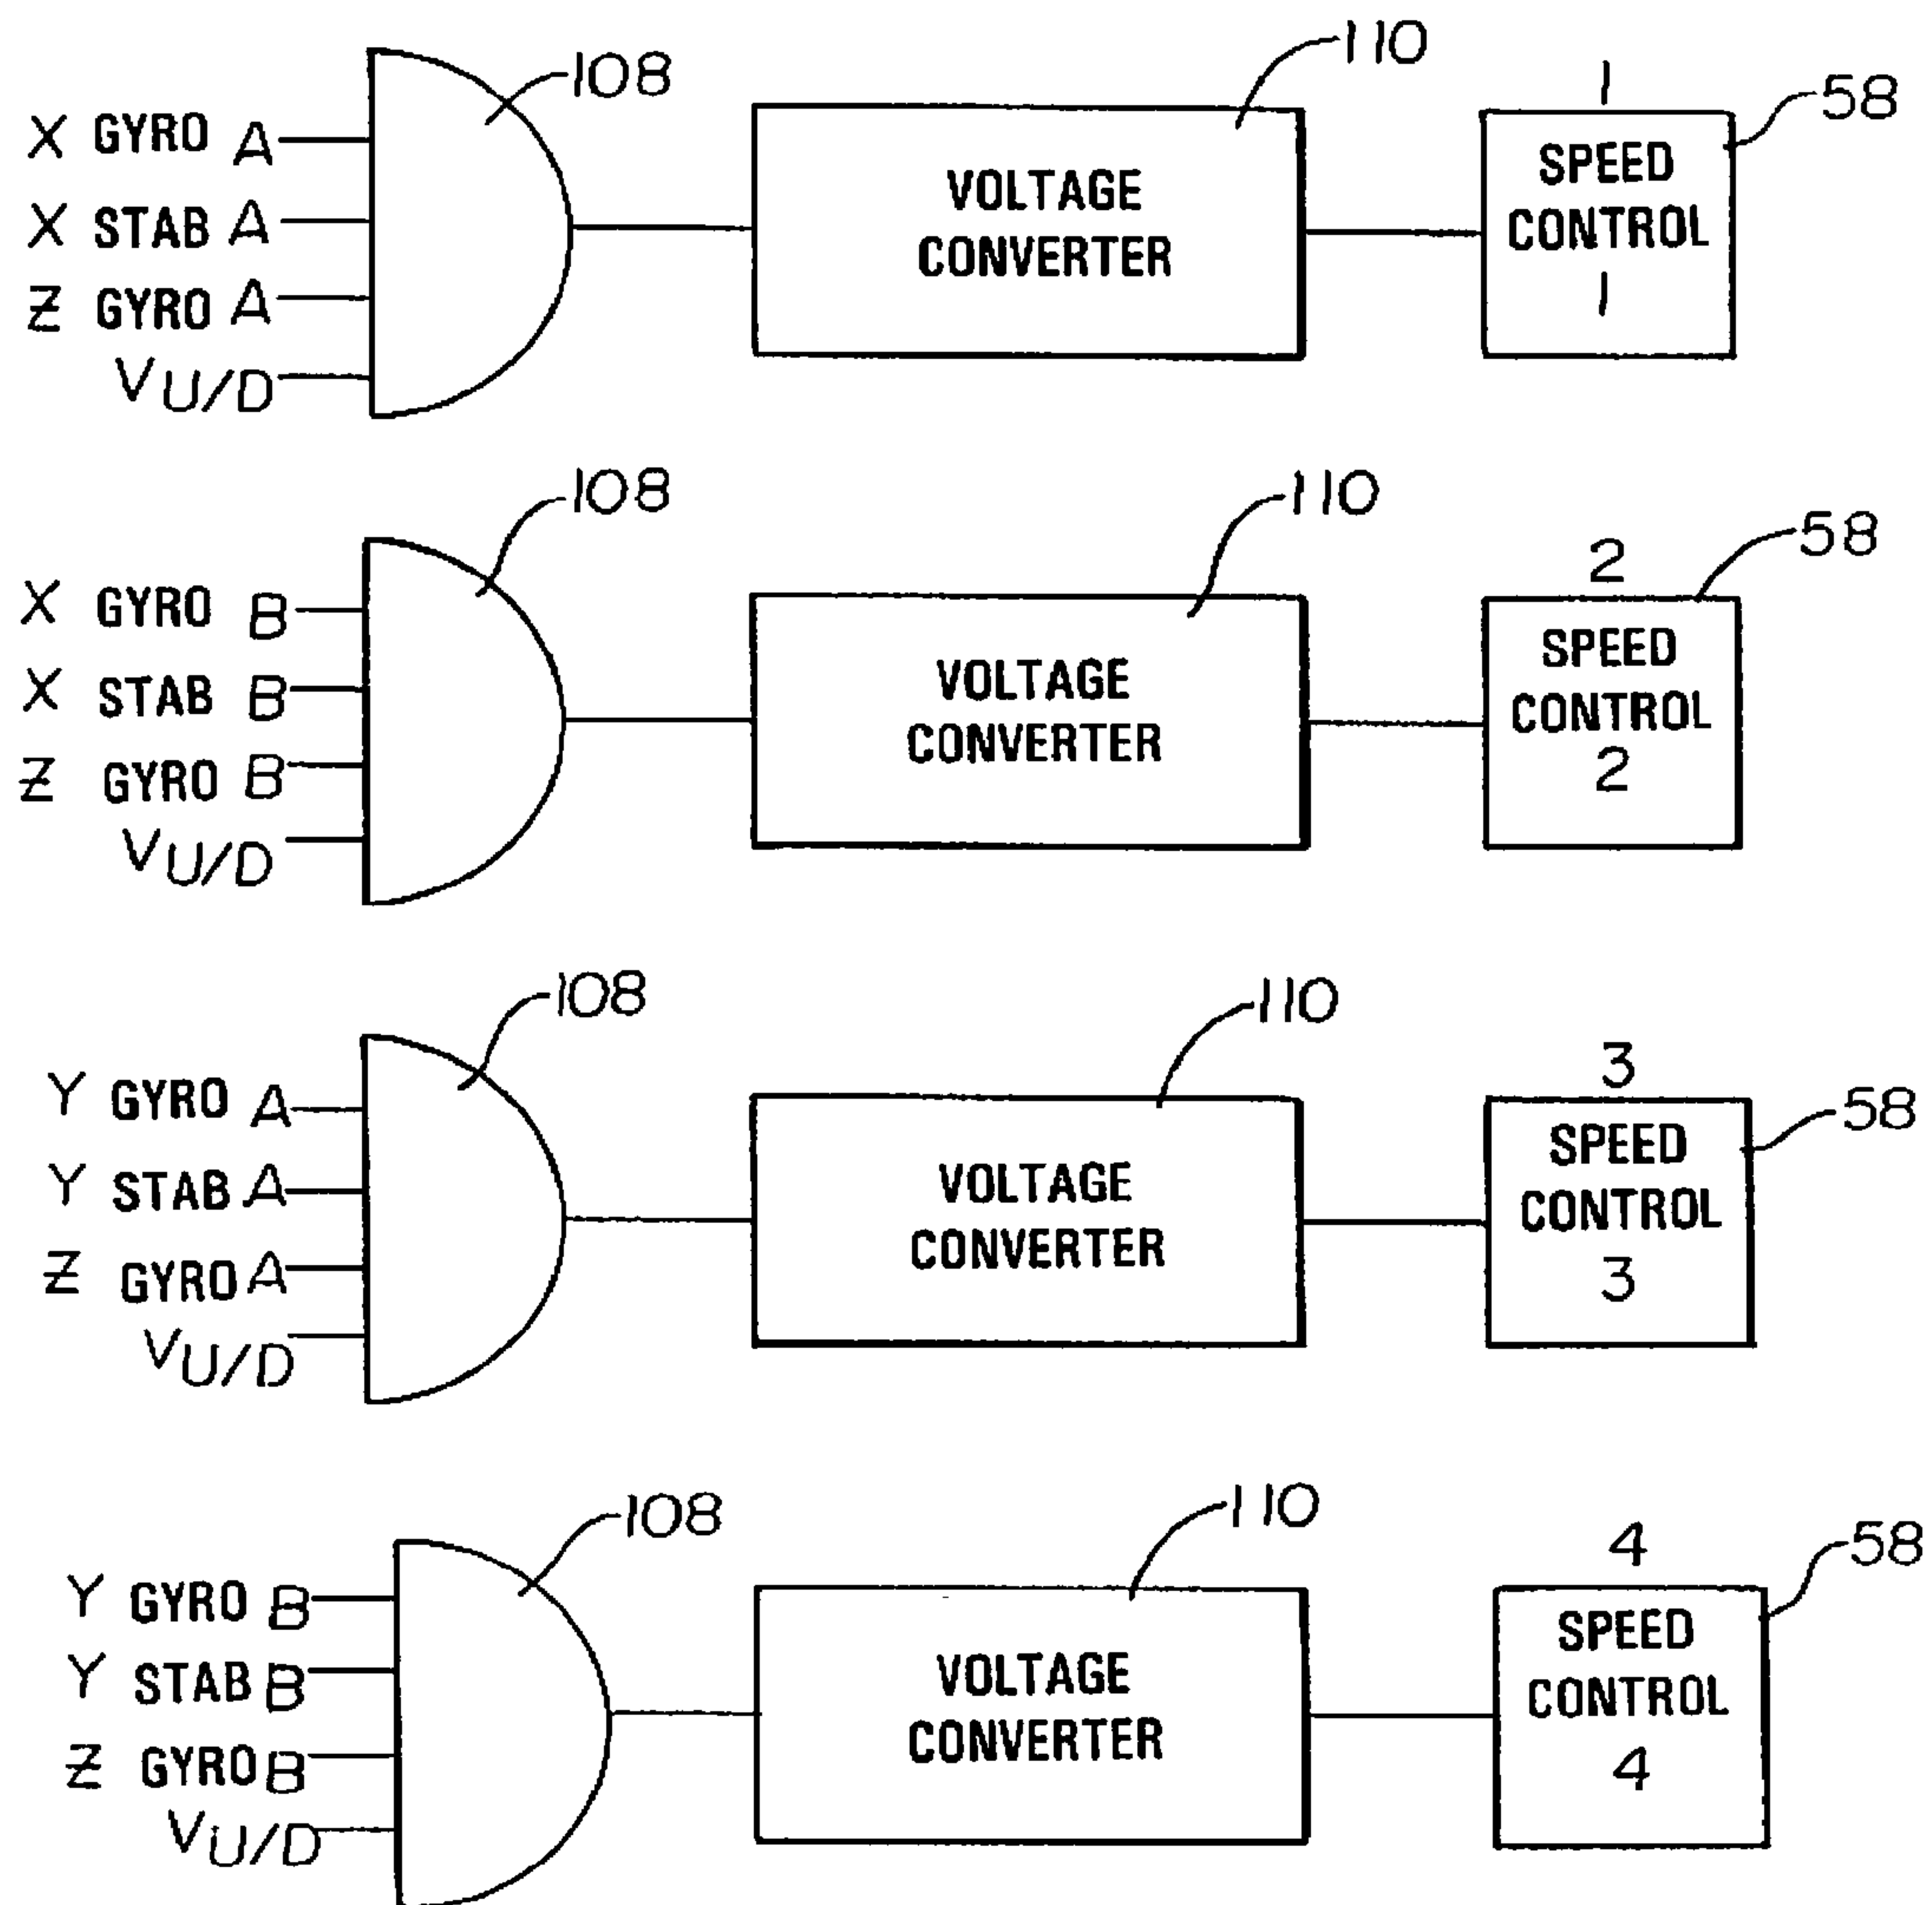 108
110
1
58
X GYRO A
X STAB A
Z GYRO A
VU/D
VOLTAGE
CONVERTER
SPEED
CONTROL
1
108
110
2
58
X GYRO B
X STAB B
Z GYRO B
VU/D
VOLTAGE
CONVERTER
SPEED
CONTROL
2
108
110
3
58
Y GYRO A
Y STAB A
Z GYRO A
VU/D
VOLTAGE
CONVERTER
SPEED
CONTROL
3
108
110
4
58
Y GYRO B
Y STAB B
Z GYRO B
VU/D
VOLTAGE
CONVERTER
SPEED
CONTROL
4